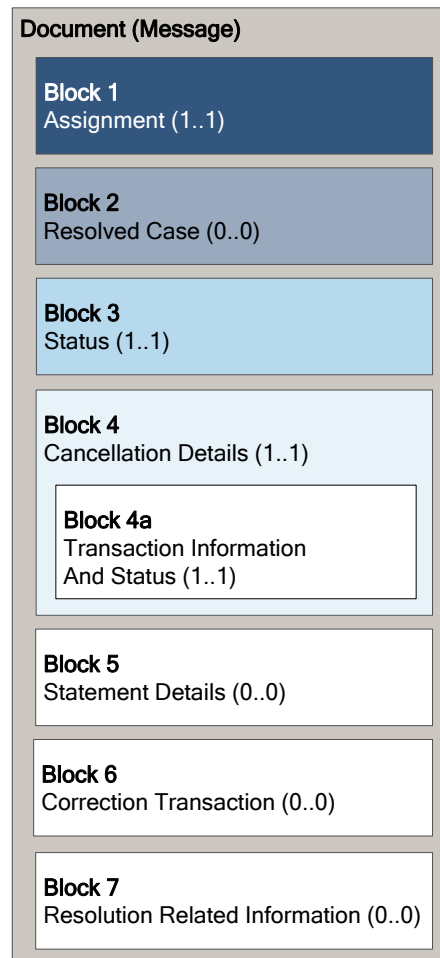 Document (Message)
Block 1
Assignment (1..1)
Block 2
Resolved Case (0..0)
Block 3
Status (1..1)
Block 4
Cancellation Details (1..1)
Block 4a
Transaction Information
And Status (1..1)
Block 5
Statement Details (0..0)
Block 6
Correction Transaction (0..0)
Block 7
Resolution Related Information (0..0)